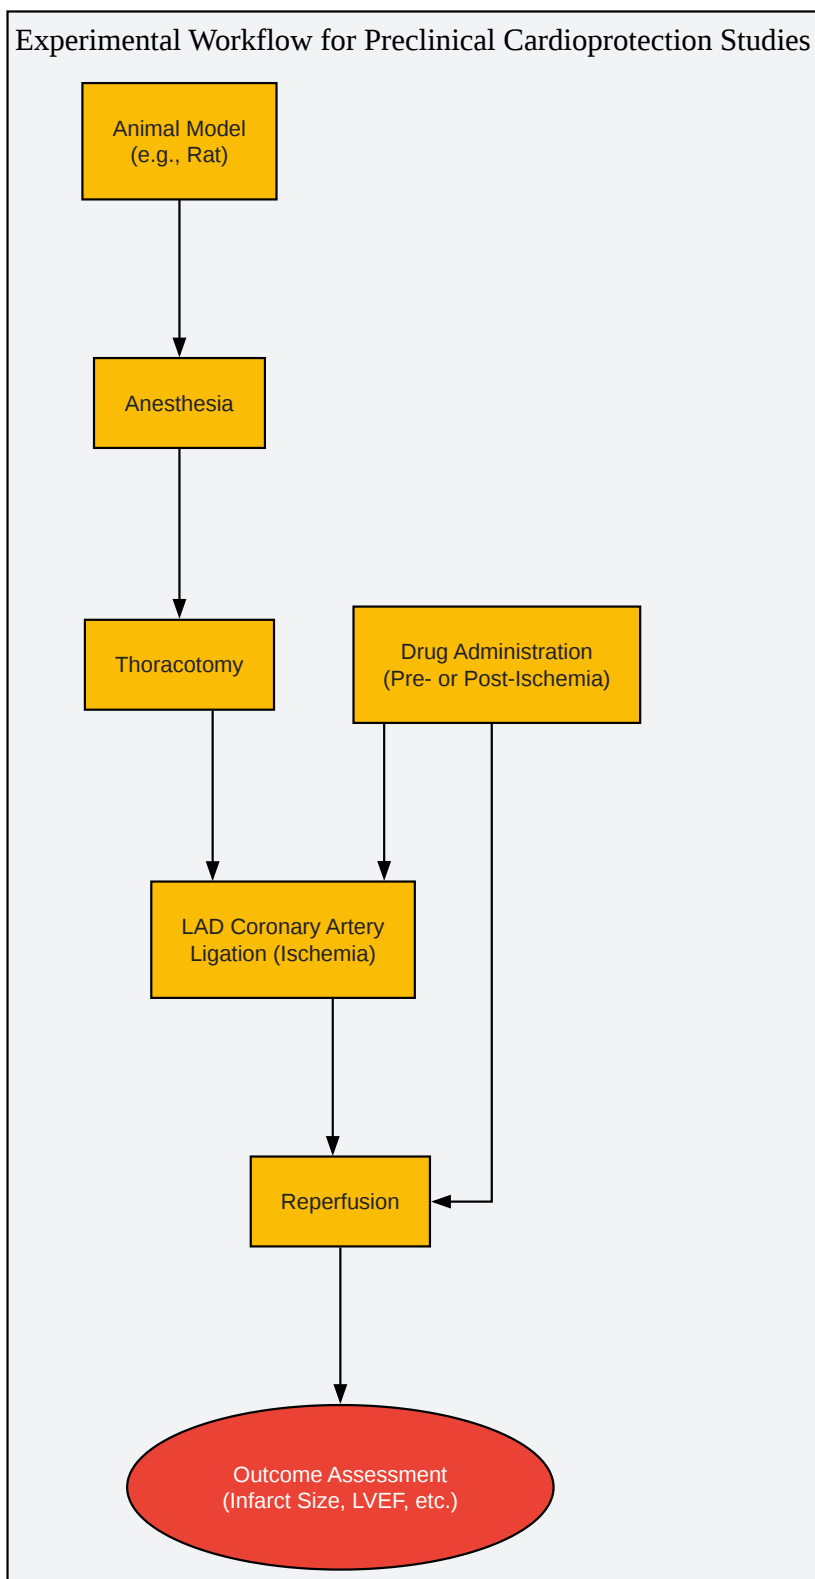 Experimental Workflow for Preclinical Cardioprotection Studies
Animal Model
(e.g., Rat)
Anesthesia
Thoracotomy
Drug Administration
(Pre- or Post-Ischemia)
LAD Coronary Artery
Ligation (Ischemia)
Reperfusion
Outcome Assessment
(Infarct Size, LVEF, etc.)